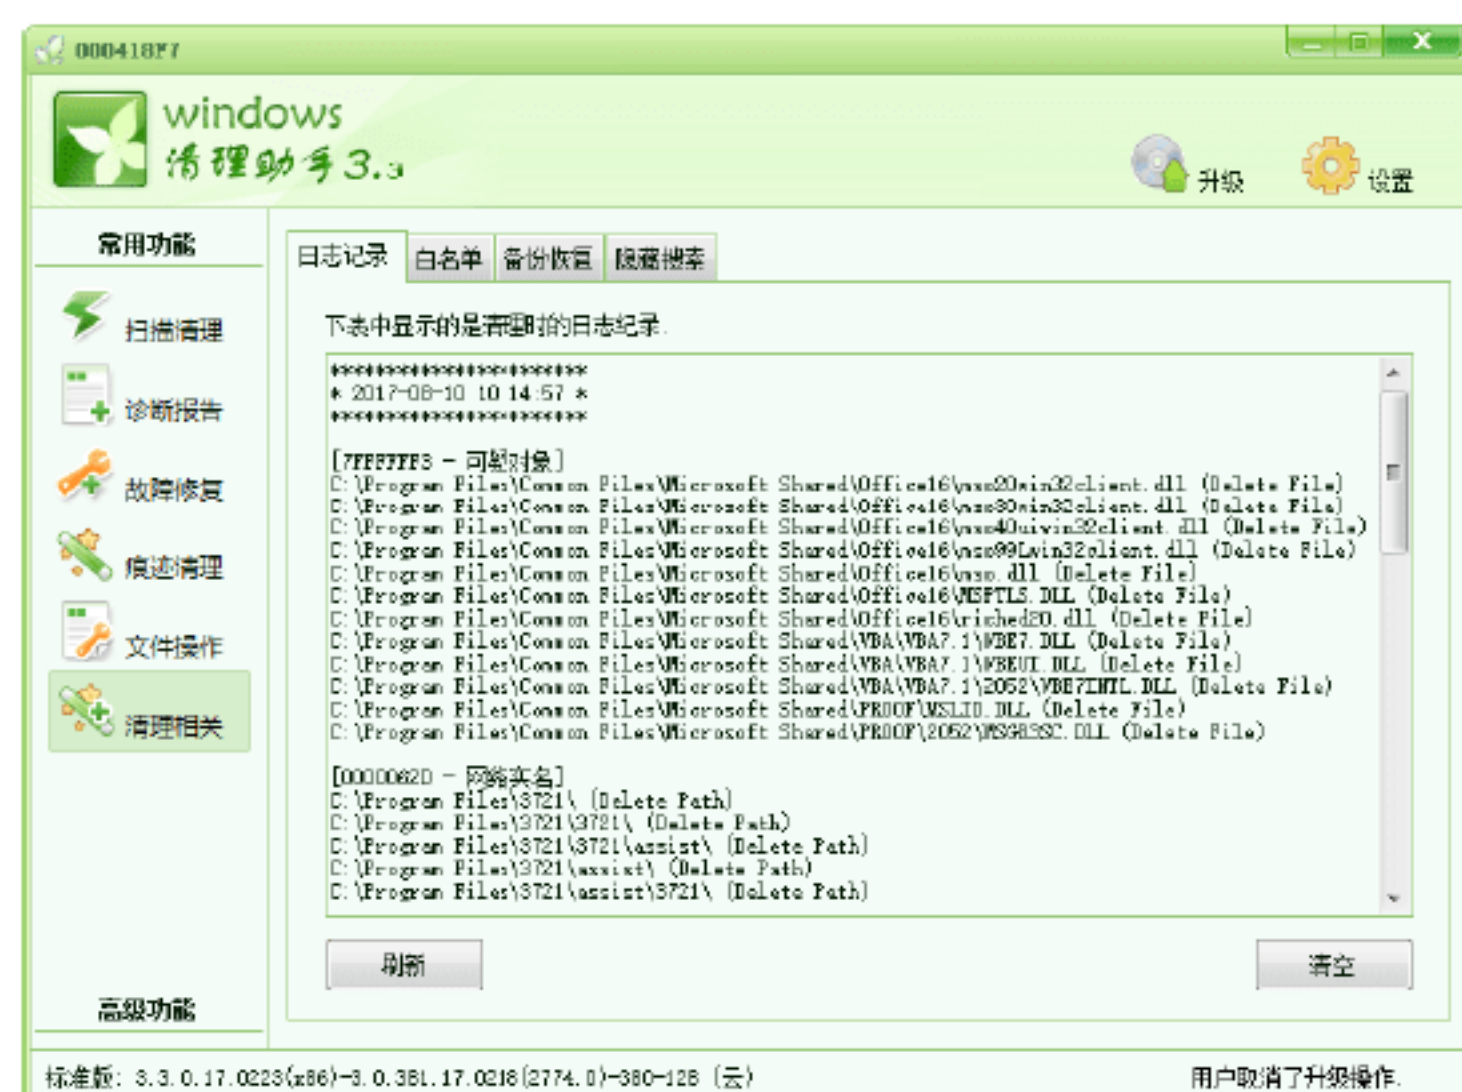 000418F7
windows
清理助手3.3
升级
设置
常用功能
扫描清理
诊断报告
故障修复
痕迹清理
文件操作
清理相关
高级功能
日志记录 白名单 备份恢复 隐藏搜索
下表中显示的是清理时的日志纪录.
***********************
* 2017-08-10 10:14:57 *
***********************
[7FFFFFF3 - 可疑对象]
C:\Program Files\Common Files\Microsoft Shared\Office16\mso20win32client.dll (Delete File)
C:\Program Files\Common Files\Microsoft Shared\Office16\mso30win32client.dll (Delete File)
C:\Program Files\Common Files\Microsoft Shared\Office16\mso40uiwin32client.dll (Delete File)
C:\Program Files\Common Files\Microsoft Shared\Office16\mso99Lwin32client.dll (Delete File)
C:\Program Files\Common Files\Microsoft Shared\Office16\mso.dll (Delete File)
C:\Program Files\Common Files\Microsoft Shared\Office16\MSPTLS.DLL (Delete File)
C:\Program Files\Common Files\Microsoft Shared\Office16\riched20.dll (Delete File)
C:\Program Files\Common Files\Microsoft Shared\VBA\VBA7.1\VBE7.DLL (Delete File)
C:\Program Files\Common Files\Microsoft Shared\VBA\VBA7.1\VBEUI.DLL (Delete File)
C:\Program Files\Common Files\Microsoft Shared\VBA\VBA7.1\2052\VBE7INTL.DLL (Delete File)
C:\Program Files\Common Files\Microsoft Shared\PROOF\MSLID.DLL (Delete File)
C:\Program Files\Common Files\Microsoft Shared\PROOF\2052\MSGR3SC.DLL (Delete File)
[0000062D - 网络实名]
C:\Program Files\3721\ (Delete Path)
C:\Program Files\3721\3721\ (Delete Path)
C:\Program Files\3721\3721\assist\ (Delete Path)
C:\Program Files\3721\assist\ (Delete Path)
C:\Program Files\3721\assist\3721\ (Delete Path)
刷新
清空
标准版: 3.3.0.17.0223(x86)-3.0.381.17.0218(2774.0)-380-128 (云)
用户取消了升级操作.